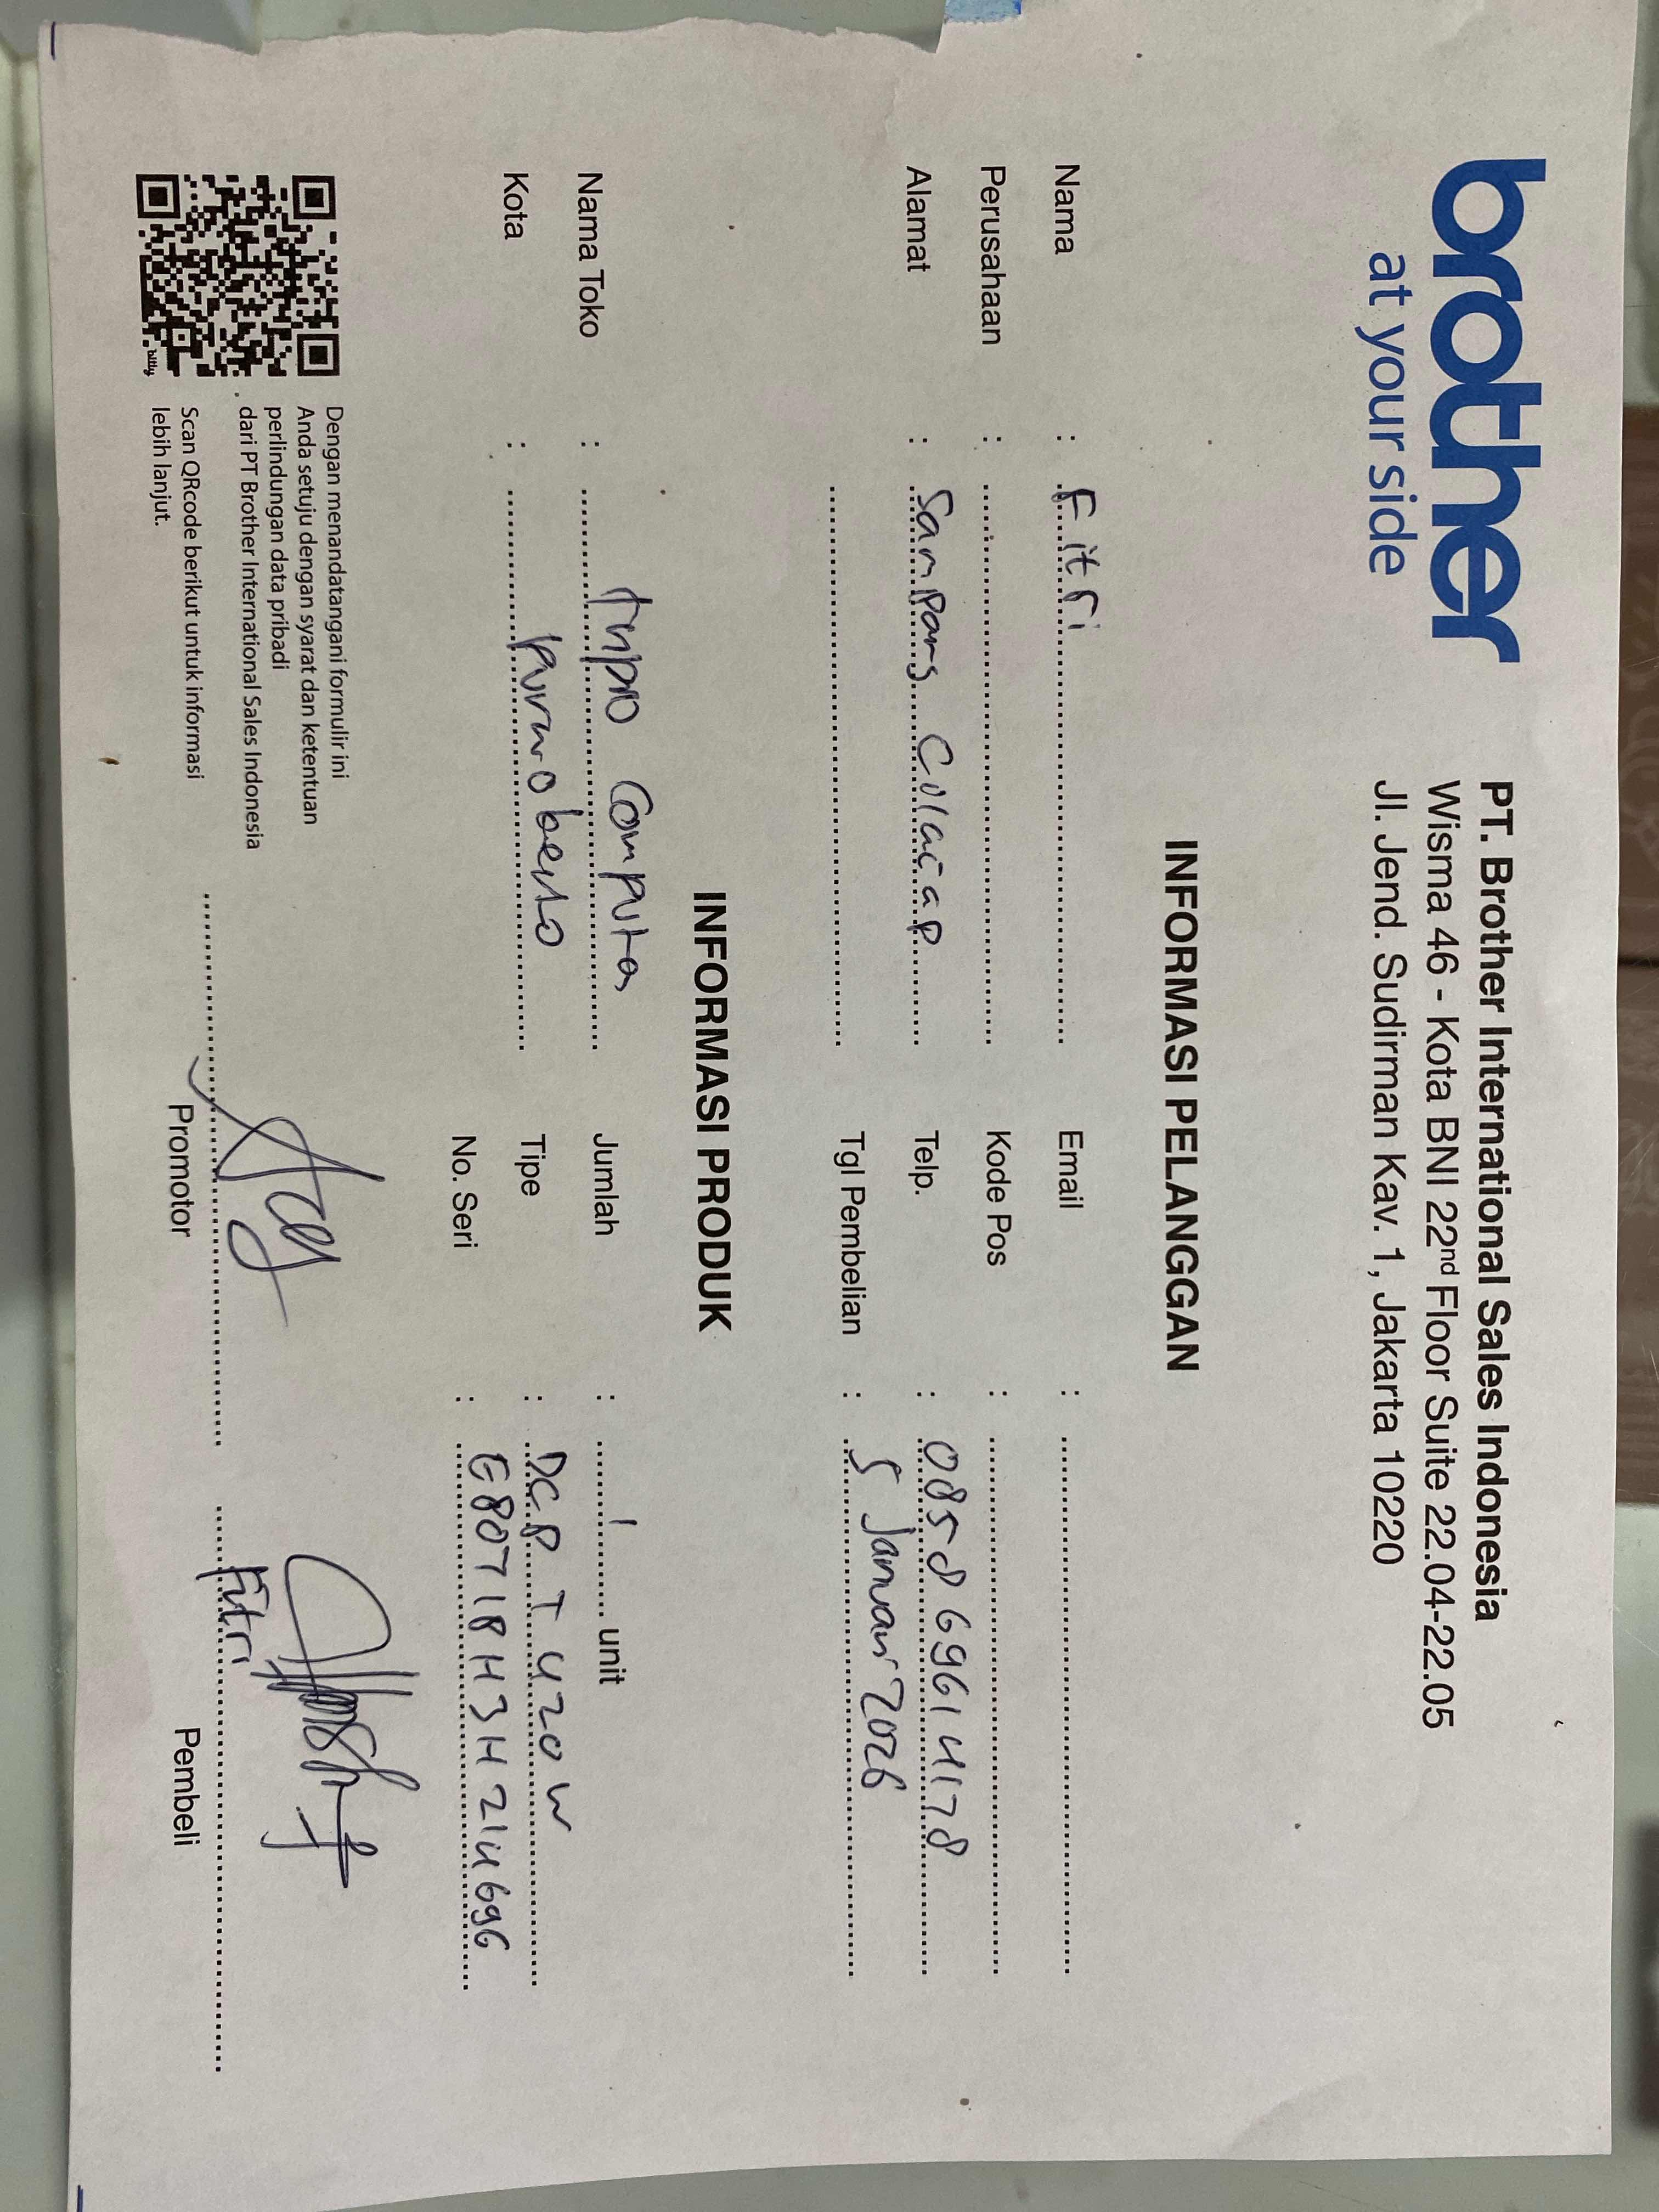 brother
at your side
PT. Brother International Sales Indonesia
Wisma 46 - Kota BNI 22nd Floor Suite 22.04-22.05
Jl. Jend. Sudirman Kav. 1, Jakarta 10220
INFORMASI PELANGGAN
Nama : Fitri Email :
Perusahaan : Kode Pos :
Alamat : Sampang Cilacap Telp. : 085869614178
Tgl Pembelian : 5 Januari 2026
INFORMASI PRODUK
Nama Toko : Computer Jumlah : 1 unit
Kota : Purwokerto Tipe : DCP T420W
No. Seri : E80718H3H214696
Dengan menandatangani formulir ini
Anda setuju dengan syarat dan ketentuan
perlindungan data pribadi
dari PT Brother International Sales Indonesia
Scan QRcode berikut untuk informasi
lebih lanjut.
bitly
Fitri
Promotor Pembeli